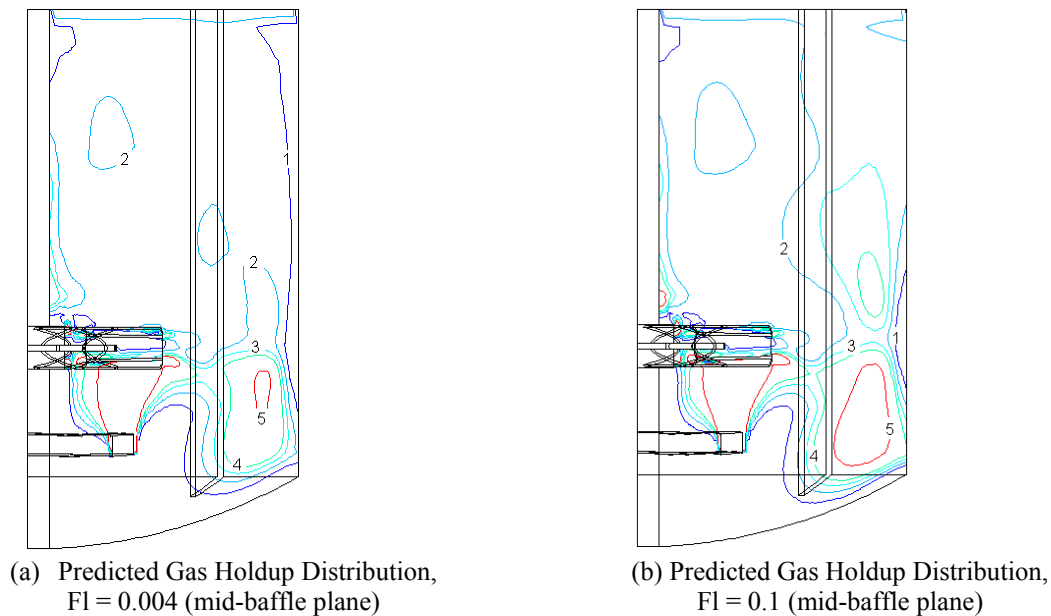 2
1
2
3
5
4
2
1
3
5
4
(a) Predicted Gas Holdup Distribution,
Fl = 0.004 (mid-baffle plane)
(b) Predicted Gas Holdup Distribution,
Fl = 0.1 (mid-baffle plane)